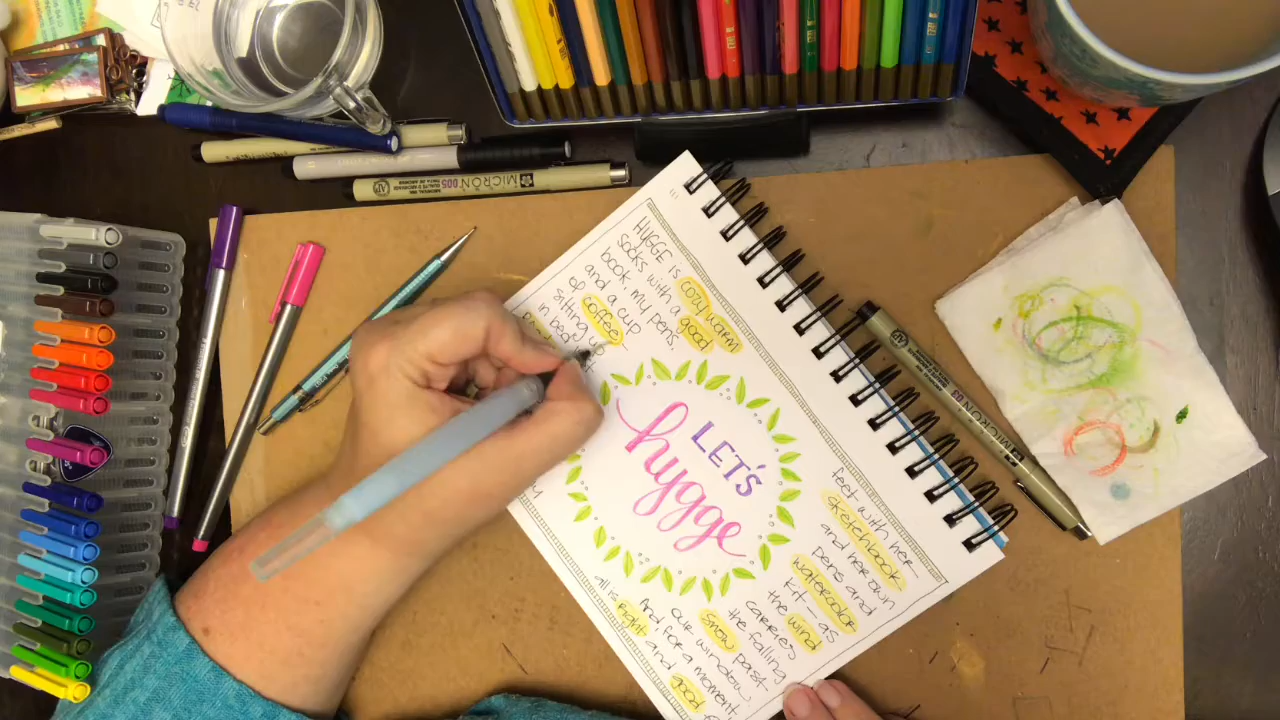 HYGGE is cozy warm
socks with a good
book, my pens,
and a cup
of coffee
sitting up
in bed
LET'S
hygge
feet with her
sketchbook
and her own
pens and
watercolor
kit — as
the wind
carries
the falling
snow past
our window.
And, for a moment,
all is right and
good,
MICRON 005
MICRON